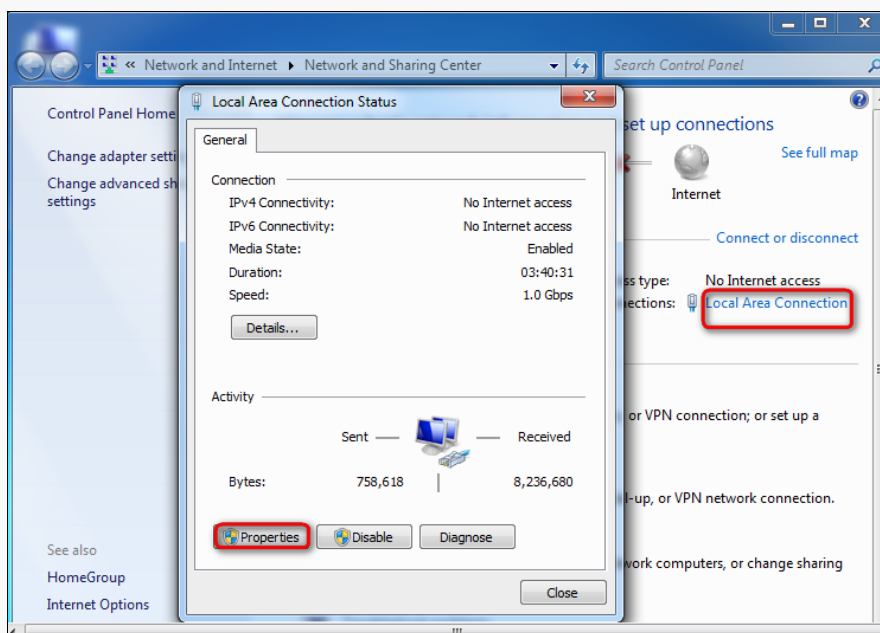 « Network and Internet ▸ Network and Sharing Center
Search Control Panel
Control Panel Home
Change adapter setti
Change advanced sh
settings
See also
HomeGroup
Internet Options
Local Area Connection Status
General
Connection
IPv4 Connectivity: No Internet access
IPv6 Connectivity: No Internet access
Media State: Enabled
Duration: 03:40:31
Speed: 1.0 Gbps
Details...
Activity
Sent — Received
Bytes: 758,618 8,236,680
Properties Disable Diagnose
Close
set up connections
See full map
Internet
Connect or disconnect
ss type: No Internet access
nections: Local Area Connection
or VPN connection; or set up a
l-up, or VPN network connection.
work computers, or change sharing